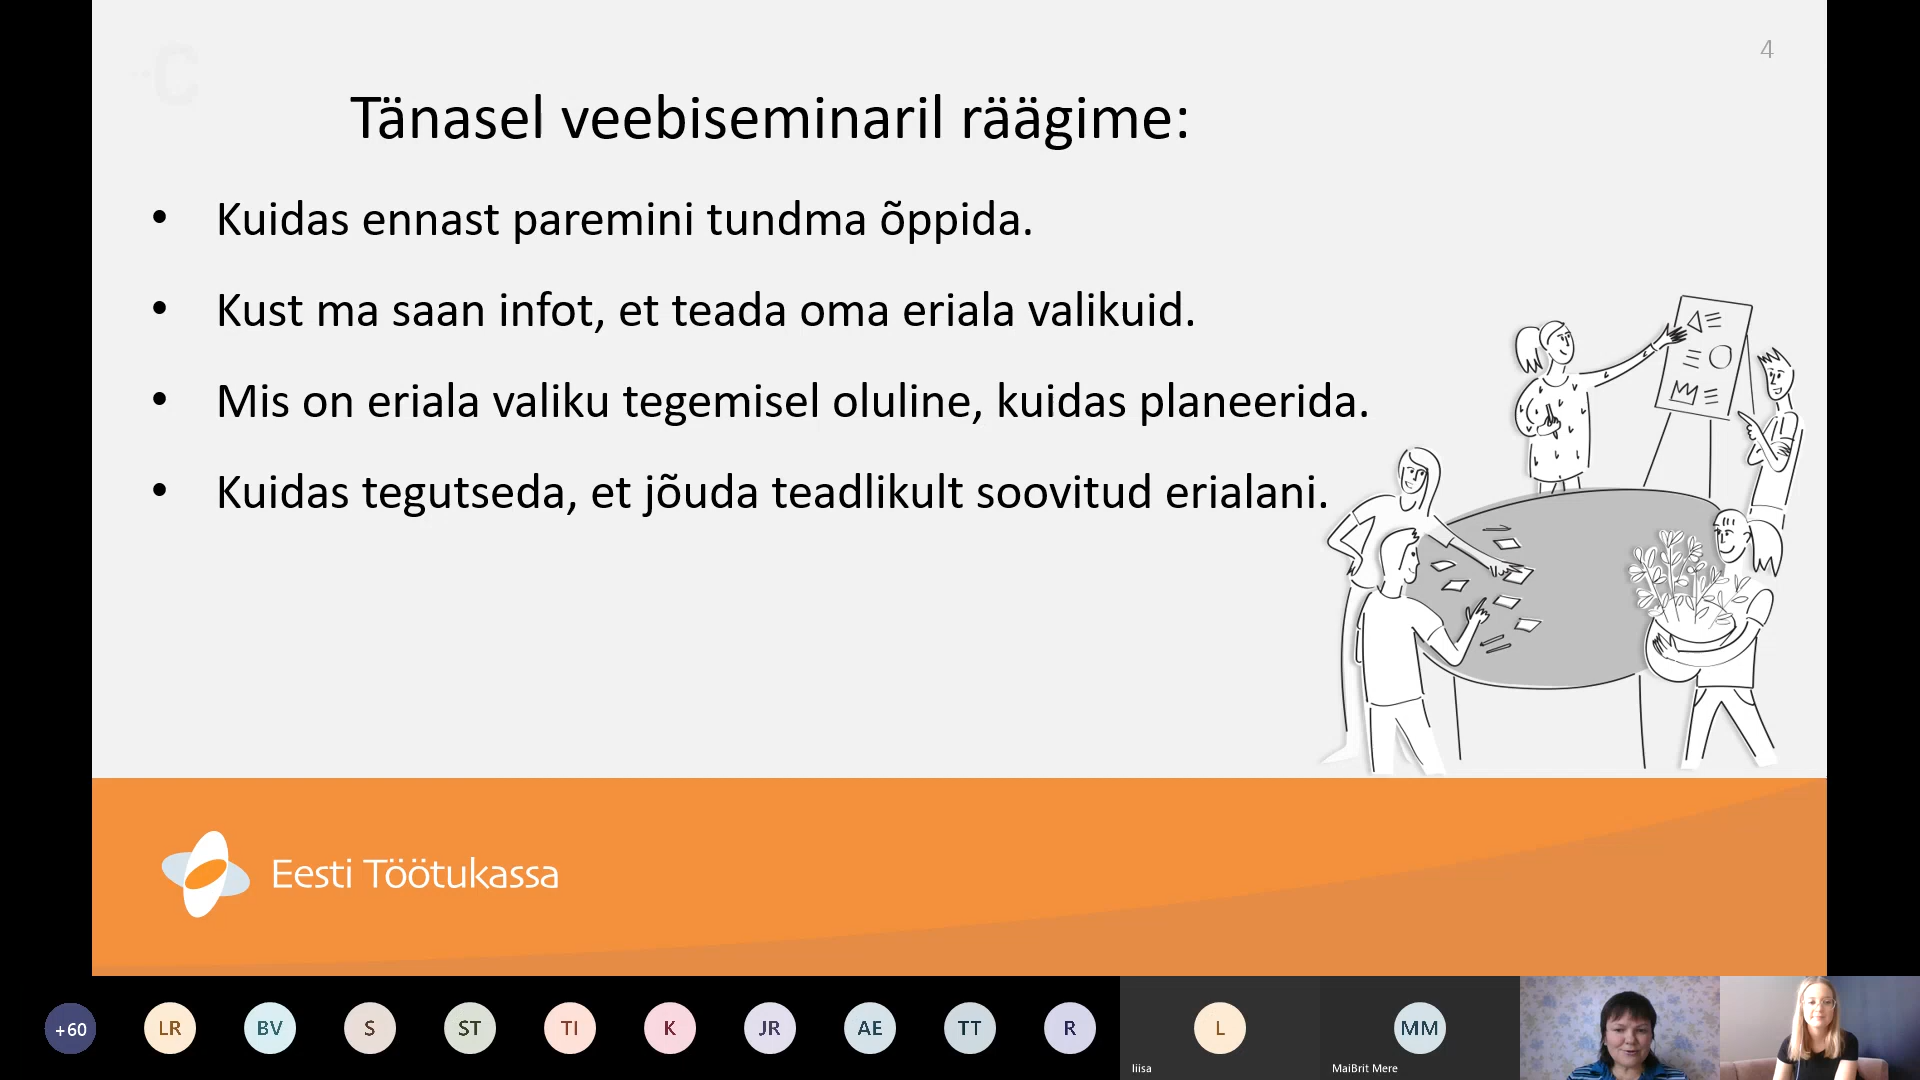 4
Tänasel veebiseminaril räägime:
• Kuidas ennast paremini tundma õppida.
• Kust ma saan infot, et teada oma eriala valikuid.
• Mis on eriala valiku tegemisel oluline, kuidas planeerida.
• Kuidas tegutseda, et jõuda teadlikult soovitud erialani.
Eesti Töötukassa
+60 LR BV S ST TI K JR AE TT R L MM
liisa MaiBrit Mere